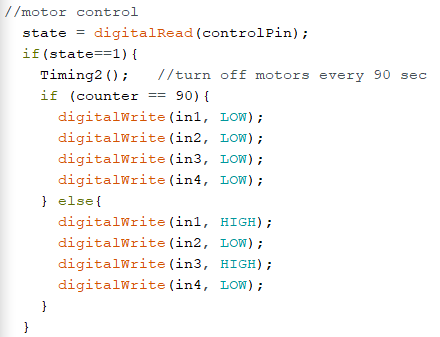 //motor control
state = digitalRead(controlPin);
if(state==1){
Timing2();   //turn off motors every 90 sec
if (counter == 90){
digitalWrite(in1, LOW);
digitalWrite(in2, LOW);
digitalWrite(in3, LOW);
digitalWrite(in4, LOW);
} else{
digitalWrite(in1, HIGH);
digitalWrite(in2, LOW);
digitalWrite(in3, HIGH);
digitalWrite(in4, LOW);
}
}